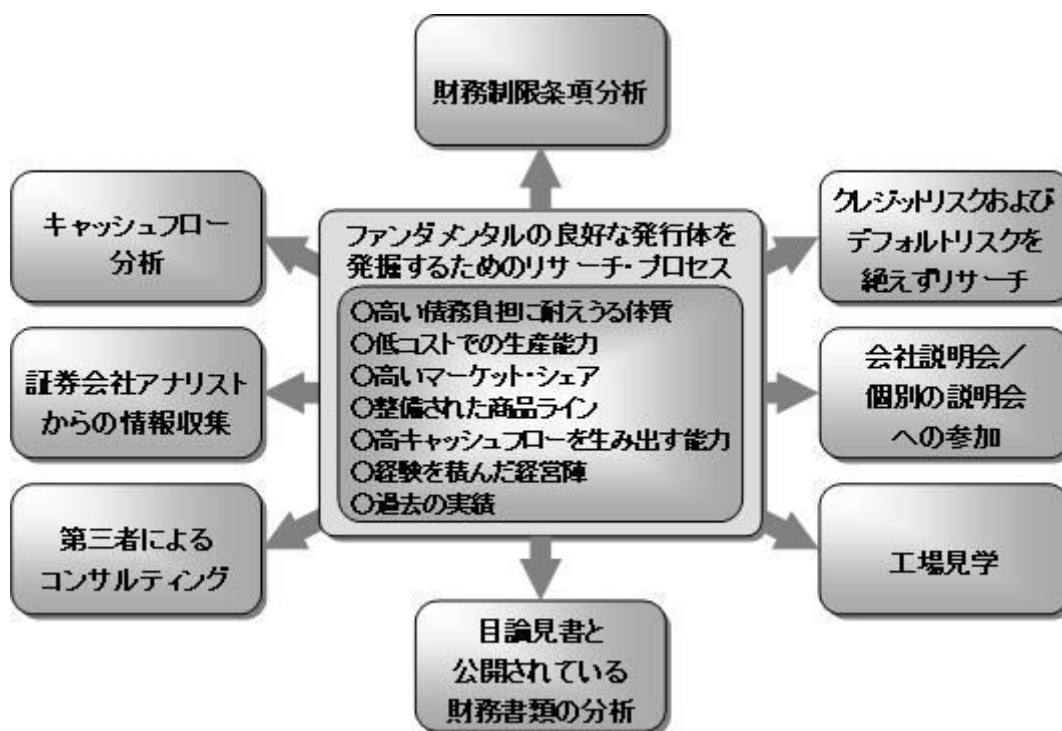 財務制限条項分析
キャッシュフロー
分析
クレジットリスクおよび
デフォルトリスクを
絶えずリサーチ
ファンダメンタルの良好な発行体を
発掘するためのリサーチ・プロセス
〇高い債務負担に耐えうる体質
〇低コストでの生産能力
〇高いマーケット・シェア
〇整備された商品ライン
〇高キャッシュフローを生み出す能力
〇経験を積んだ経営陣
〇過去の実績
証券会社アナリスト
からの情報収集
会社説明会/
個別の説明会
への参加
第三者による
コンサルティング
工場見学
目論見書と
公開されている
財務書類の分析